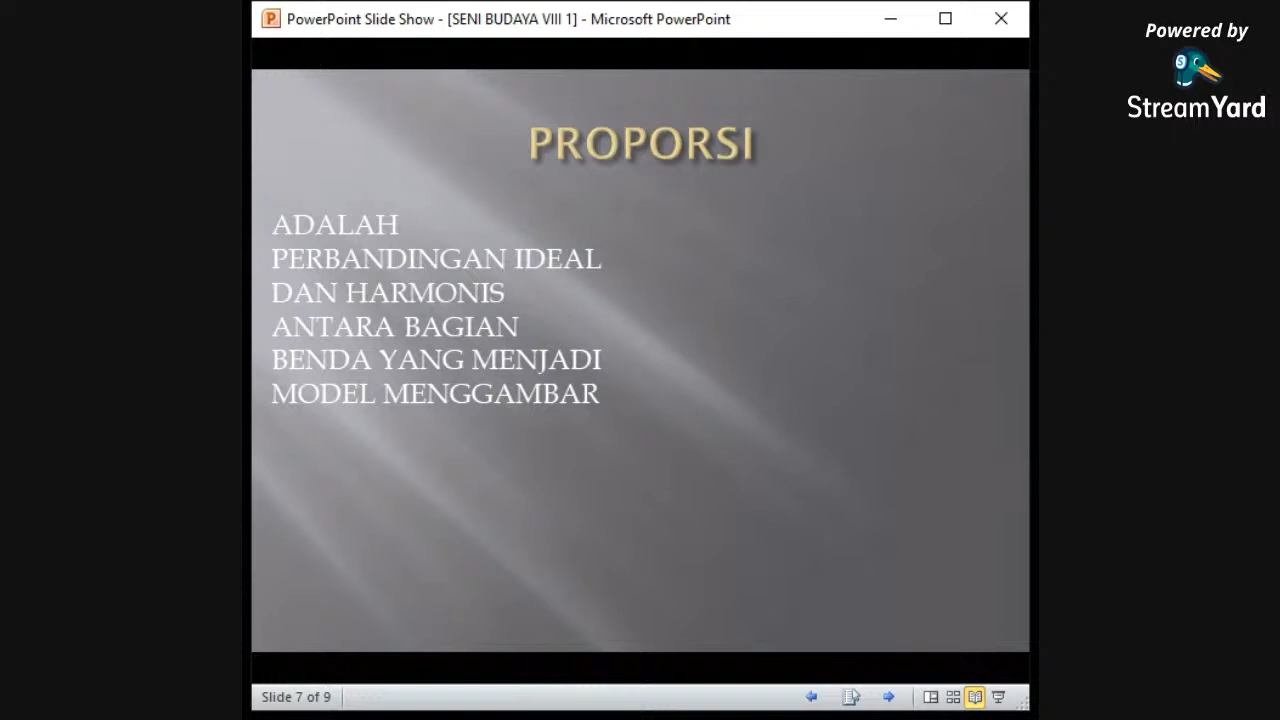 PowerPoint Slide Show - [SENI BUDAYA VIII 1] - Microsoft PowerPoint
Powered by
StreamYard
PROPORSI
ADALAH
PERBANDINGAN IDEAL
DAN HARMONIS
ANTARA BAGIAN
BENDA YANG MENJADI
MODEL MENGGAMBAR
Slide 7 of 9